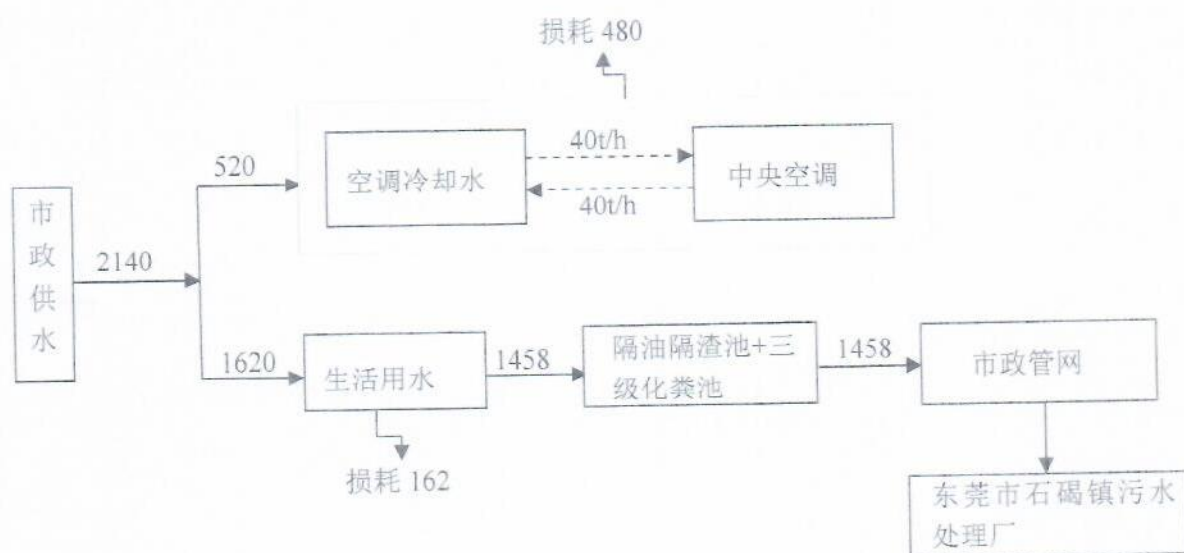 损耗 480
520
空调冷却水
40t/h
40t/h
中央空调
市
政
供
水
2140
1620
生活用水
1458
隔油隔渣池+三
级化粪池
1458
市政管网
损耗 162
东莞市石碣镇污水
处理厂